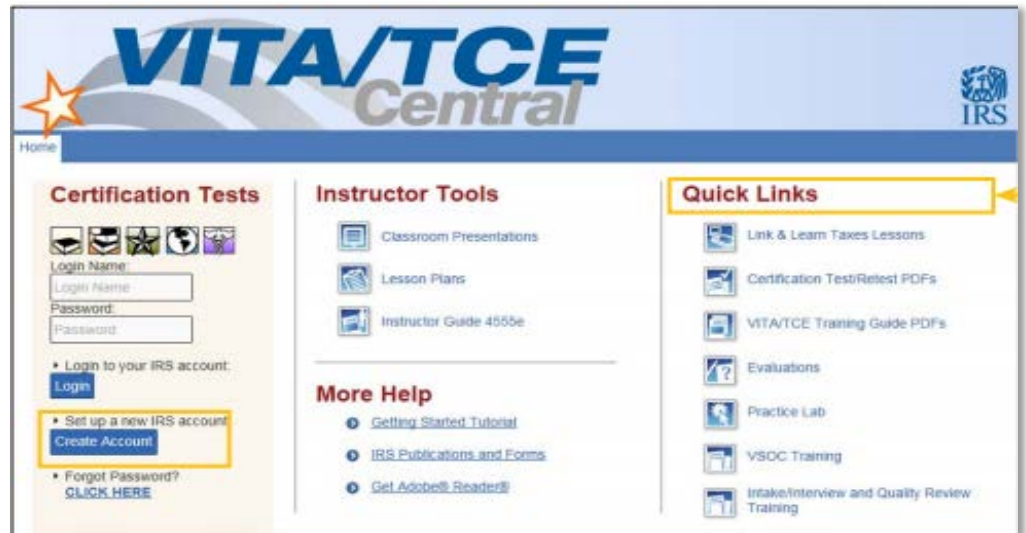 VITA/TCE
Central
IRS
Home
Certification Tests
Login Name:
Login Name
Password:
Password
• Login to your IRS account:
Login
• Set up a new IRS account
Create Account
• Forgot Password?
CLICK HERE
Instructor Tools
Classroom Presentations
Lesson Plans
Instructor Guide 4555e
More Help
Getting Started Tutorial
IRS Publications and Forms
Get Adobe® Reader®
Quick Links
Link & Learn Taxes Lessons
Certification Test/Retest PDFs
VITA/TCE Training Guide PDFs
Evaluations
Practice Lab
VSOC Training
Intake/Interview and Quality Review
Training